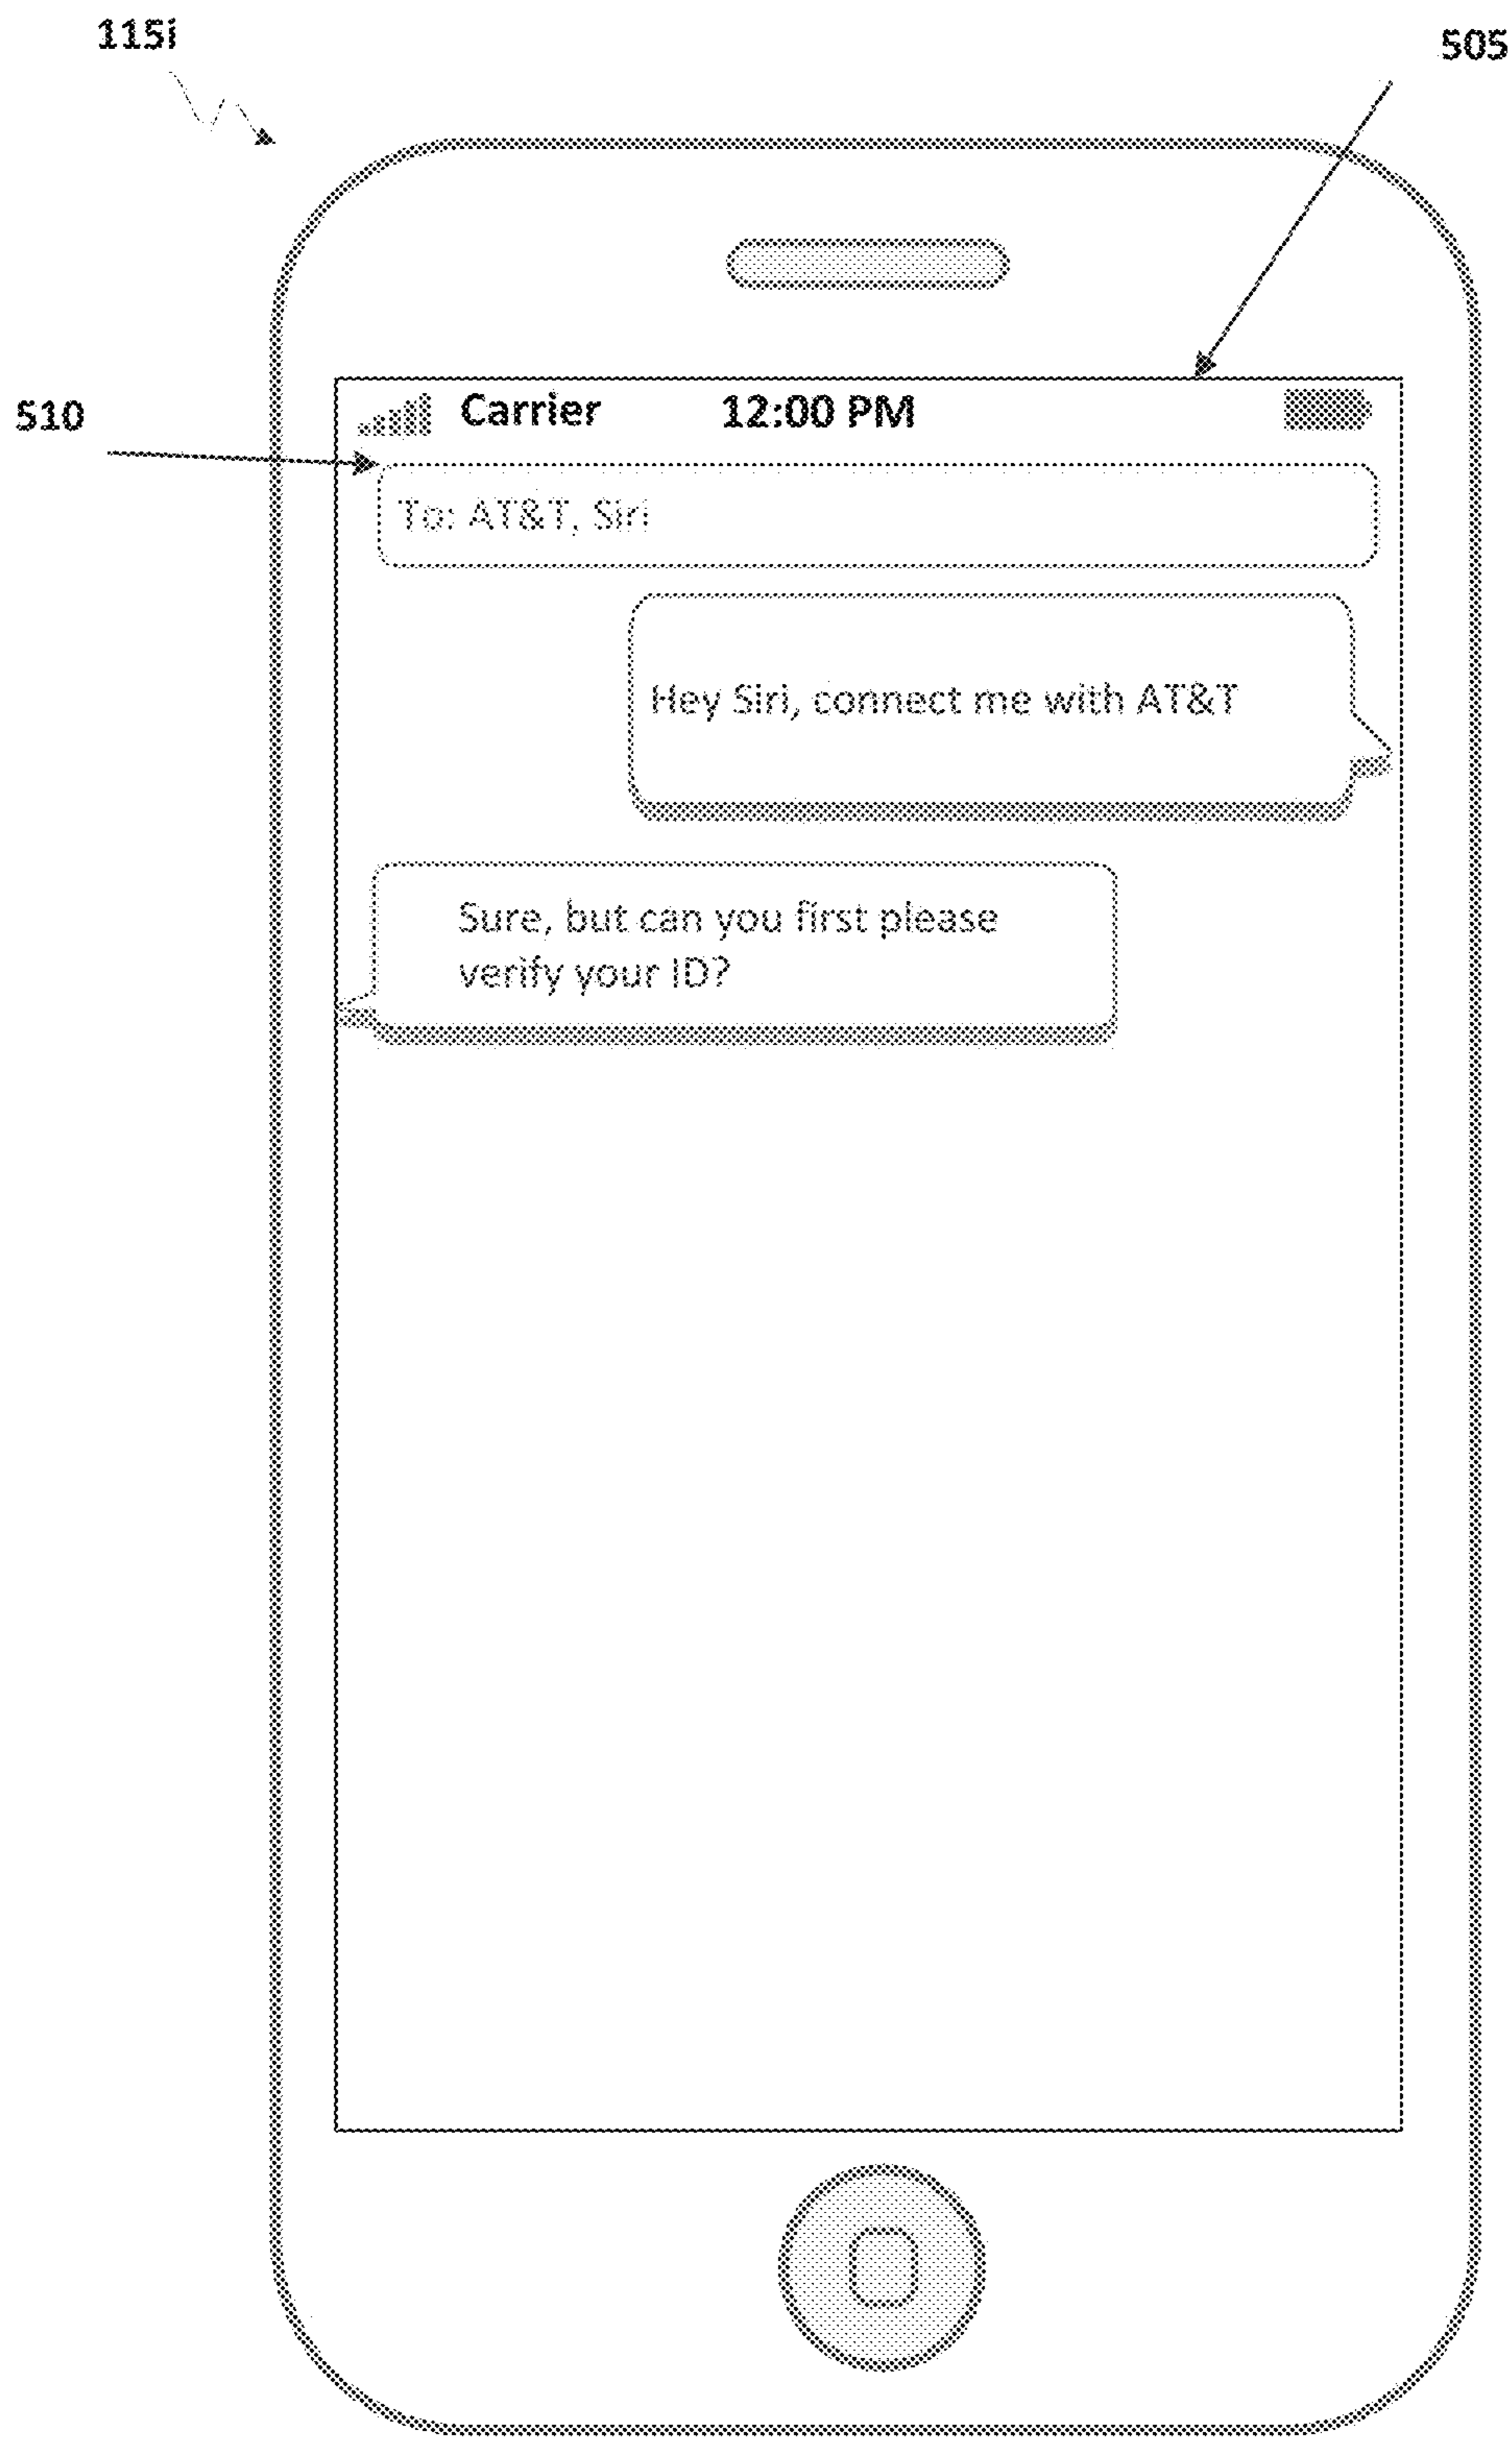 115i
505
510
Carrier 12:00 PM
To: AT&T, Siri
Hey Siri, connect me with AT&T
Sure, but can you first please
verify your ID?